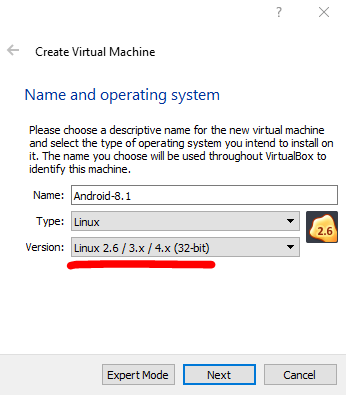 ?
Create Virtual Machine
Name and operating system
Please choose a descriptive name for the new virtual machine
and select the type of operating system you intend to install on
it. The name you choose will be used throughout VirtualBox to
identify this machine.
Name: Android-8.1
Type: Linux
Version: Linux 2.6 / 3.x / 4.x (32-bit)
2.6
Expert Mode Next Cancel